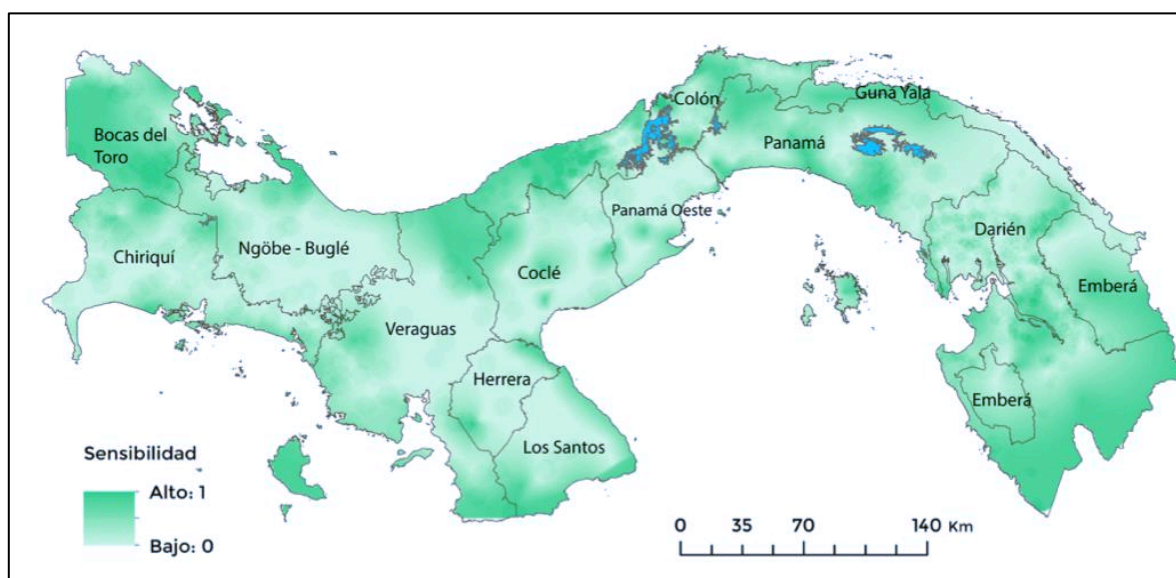 Colón
Guna Yala
Bocas del
Toro
Panamá
Panamá Oeste
Darién
Chiriquí
Ngöbe - Buglé
Coclé
Emberá
Veraguas
Herrera
Emberá
Los Santos
Sensibilidad
Alto: 1
Bajo: 0
0 35 70 140 Km